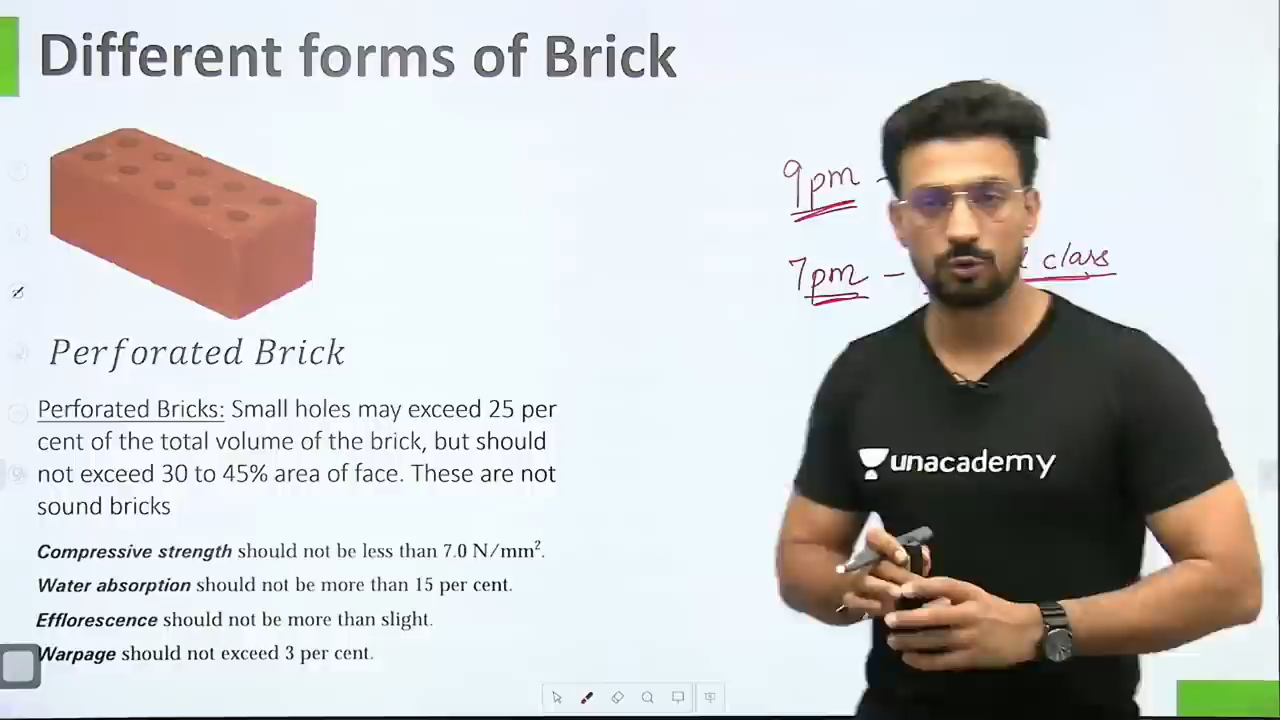 Different forms of Brick
9pm -
7pm - class
Perforated Brick
Perforated Bricks: Small holes may exceed 25 per
cent of the total volume of the brick, but should
not exceed 30 to 45% area of face. These are not
sound bricks
unacademy
Compressive strength should not be less than 7.0 N/mm².
Water absorption should not be more than 15 per cent.
Efflorescence should not be more than slight.
Warpage should not exceed 3 per cent.